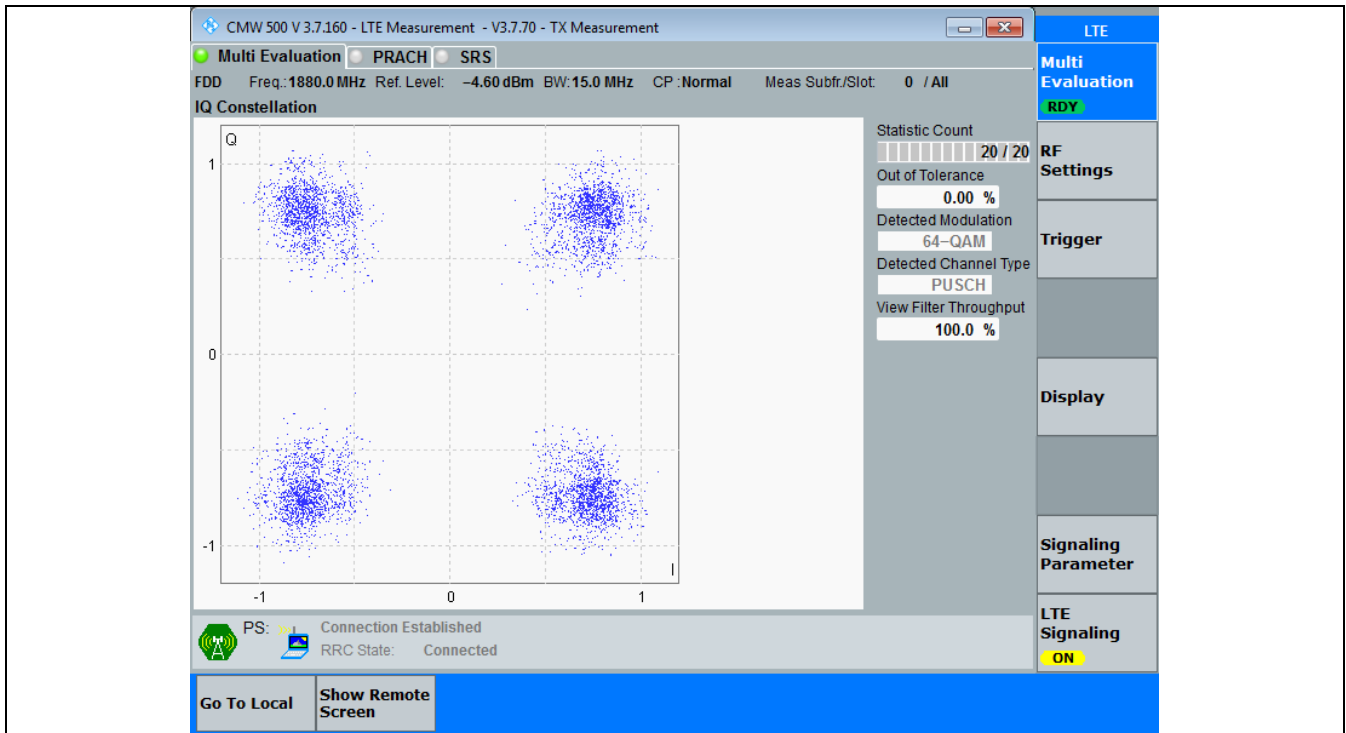 CMW 500 V 3.7.160 - LTE Measurement - V3.7.70 - TX Measurement
LTE
Multi Evaluation PRACH SRS
FDD Freq.:1880.0 MHz Ref. Level: −4.60 dBm BW:15.0 MHz CP :Normal Meas Subfr./Slot: 0 / All
IQ Constellation
Q
1
0
-1
I
-1 0 1
Statistic Count
20 / 20
Out of Tolerance
0.00 %
Detected Modulation
64−QAM
Detected Channel Type
PUSCH
View Filter Throughput
100.0 %
Multi
Evaluation
RDY
RF
Settings
Trigger
Display
Signaling
Parameter
LTE
Signaling
ON
PS: Connection Established
RRC State: Connected
Go To Local
Show Remote
Screen